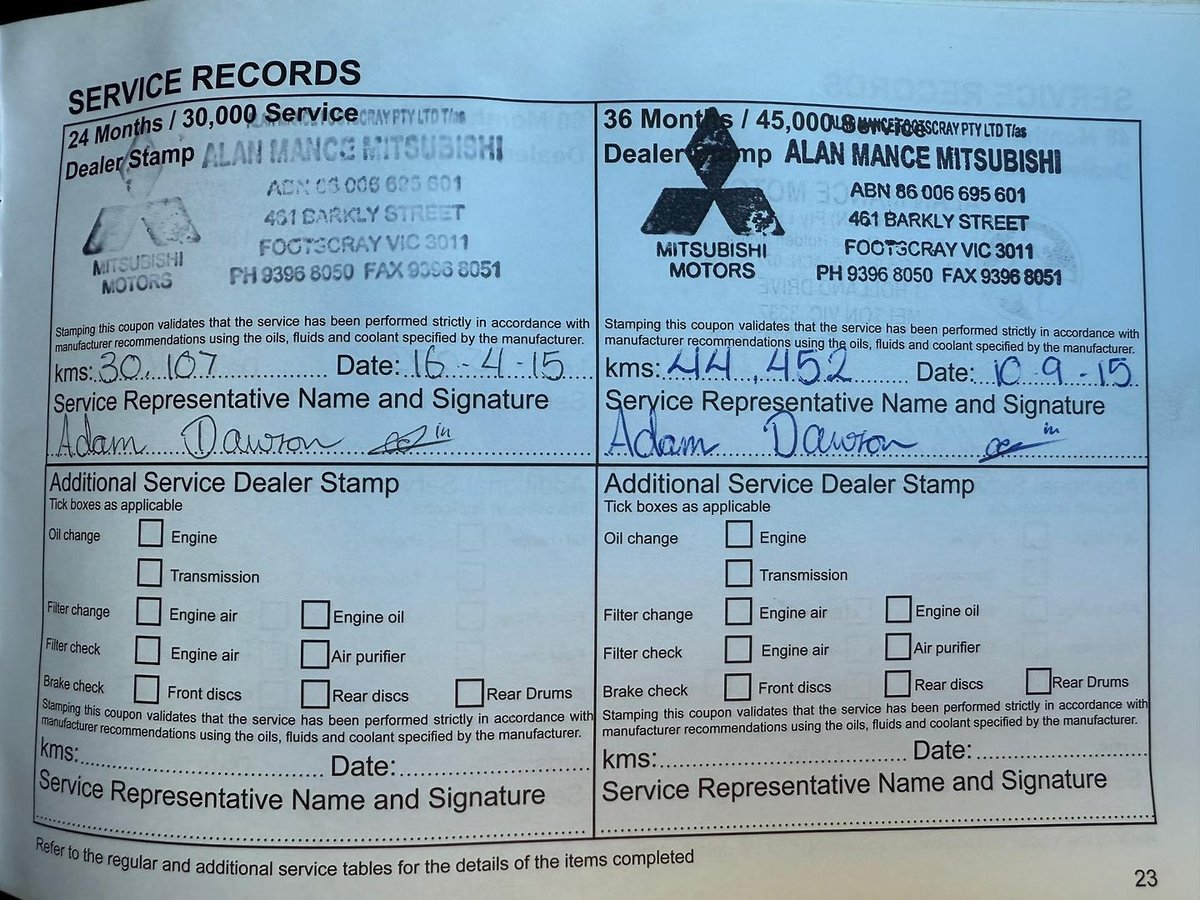 SERVICE RECORDS
24 Months / 30,000 Service
Dealer Stamp
FOOTSCRAY PTY LTD T/as
ALAN MANCE MITSUBISHI
ABN 86 006 695 601
461 BARKLY STREET
FOOTSCRAY VIC 3011
PH 9396 8050 FAX 9396 8051
MITSUBISHI
MOTORS
Stamping this coupon validates that the service has been performed strictly in accordance with
manufacturer recommendations using the oils, fluids and coolant specified by the manufacturer.
kms: 30,107 Date: 16-4-15
Service Representative Name and Signature
Adam Dawson
Additional Service Dealer Stamp
Tick boxes as applicable
Oil change Engine
Transmission
Filter change Engine air Engine oil
Filter check Engine air Air purifier
Brake check Front discs Rear discs Rear Drums
Stamping this coupon validates that the service has been performed strictly in accordance with
manufacturer recommendations using the oils, fluids and coolant specified by the manufacturer.
kms: Date:
Service Representative Name and Signature
36 Months / 45,000 Service
Dealer Stamp
FOOTSCRAY PTY LTD T/as
ALAN MANCE MITSUBISHI
ABN 86 006 695 601
461 BARKLY STREET
FOOTSCRAY VIC 3011
PH 9396 8050 FAX 9396 8051
MITSUBISHI
MOTORS
Stamping this coupon validates that the service has been performed strictly in accordance with
manufacturer recommendations using the oils, fluids and coolant specified by the manufacturer.
kms: 44,452 Date: 10-9-15
Service Representative Name and Signature
Adam Dawson
Additional Service Dealer Stamp
Tick boxes as applicable
Oil change Engine
Transmission
Filter change Engine air Engine oil
Filter check Engine air Air purifier
Brake check Front discs Rear discs Rear Drums
Stamping this coupon validates that the service has been performed strictly in accordance with
manufacturer recommendations using the oils, fluids and coolant specified by the manufacturer.
kms: Date:
Service Representative Name and Signature
Refer to the regular and additional service tables for the details of the items completed
23